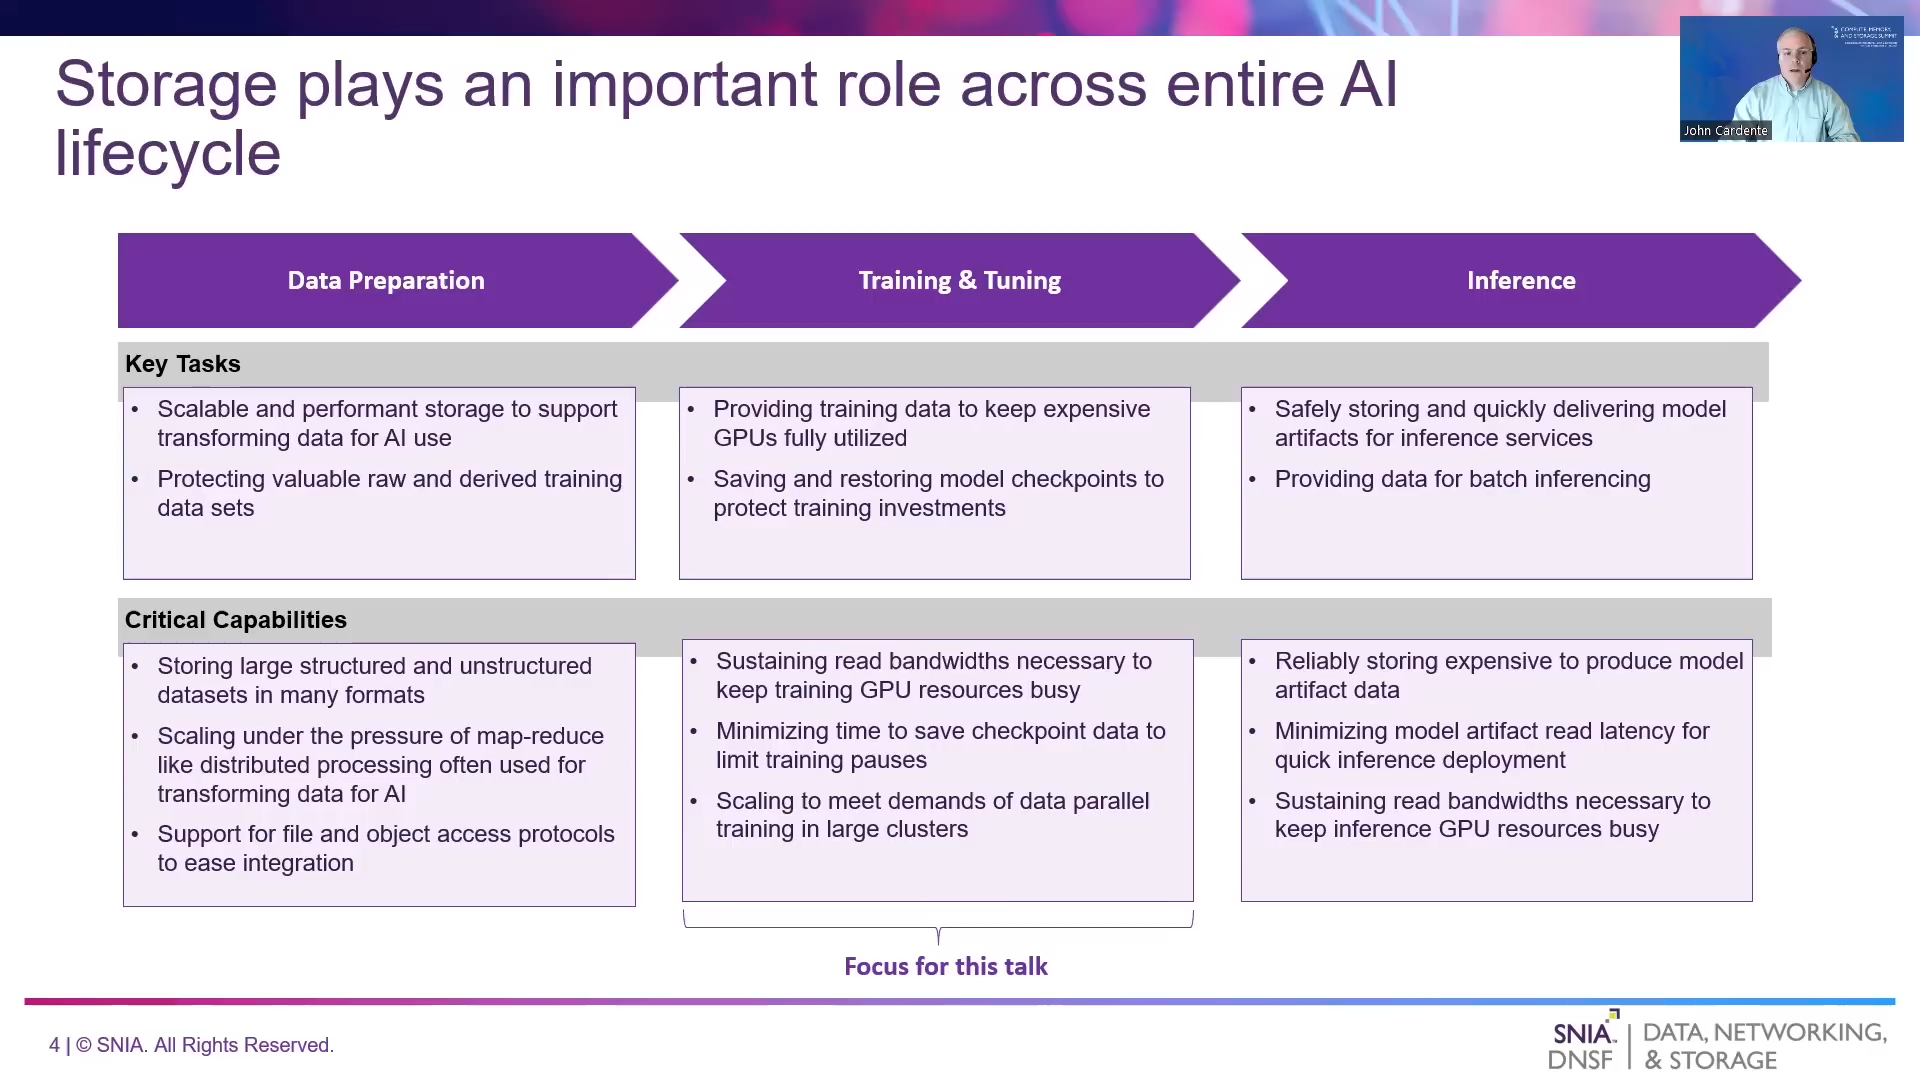 Storage plays an important role across entire AI
lifecycle
COMPUTE, MEMORY,
AND STORAGE SUMMIT
John Cardente
Data Preparation
Training & Tuning
Inference
Key Tasks
• Scalable and performant storage to support
transforming data for AI use
• Protecting valuable raw and derived training
data sets
• Providing training data to keep expensive
GPUs fully utilized
• Saving and restoring model checkpoints to
protect training investments
• Safely storing and quickly delivering model
artifacts for inference services
• Providing data for batch inferencing
Critical Capabilities
• Storing large structured and unstructured
datasets in many formats
• Scaling under the pressure of map-reduce
like distributed processing often used for
transforming data for AI
• Support for file and object access protocols
to ease integration
• Sustaining read bandwidths necessary to
keep training GPU resources busy
• Minimizing time to save checkpoint data to
limit training pauses
• Scaling to meet demands of data parallel
training in large clusters
• Reliably storing expensive to produce model
artifact data
• Minimizing model artifact read latency for
quick inference deployment
• Sustaining read bandwidths necessary to
keep inference GPU resources busy
Focus for this talk
4 | © SNIA. All Rights Reserved.
SNIA
DNSF
DATA, NETWORKING,
& STORAGE